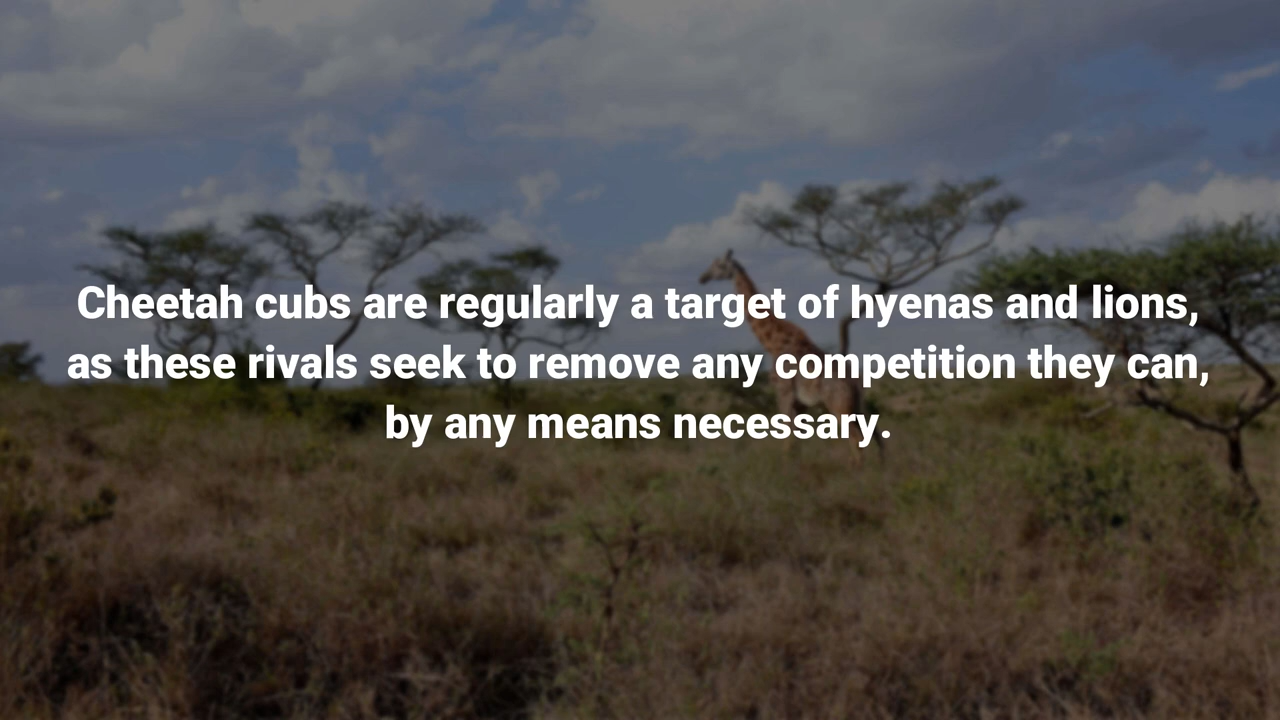 Cheetah cubs are regularly a target of hyenas and lions,
as these rivals seek to remove any competition they can,
by any means necessary.